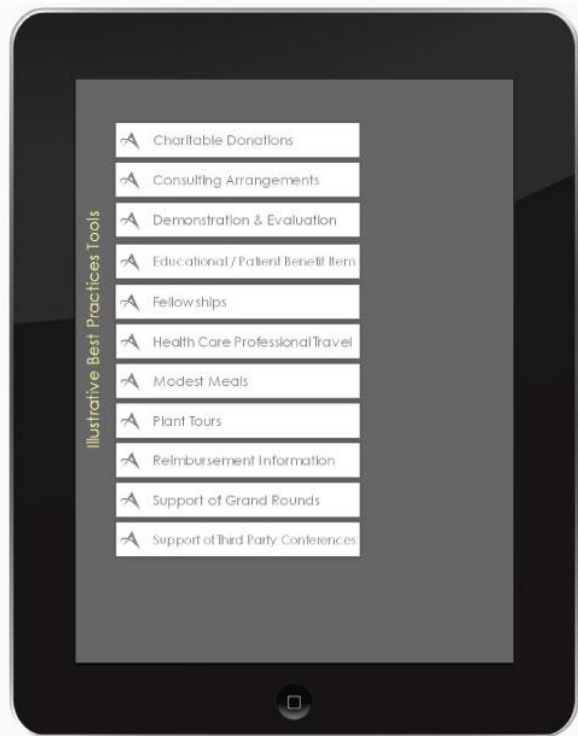 Illustrative Best Practices Tools
Charitable Donations
Consulting Arrangements
Demonstration & Evaluation
Educational / Patient Benefit Item
Fellowships
Health Care Professional Travel
Modest Meals
Plant Tours
Reimbursement Information
Support of Grand Rounds
Support of Third Party Conferences